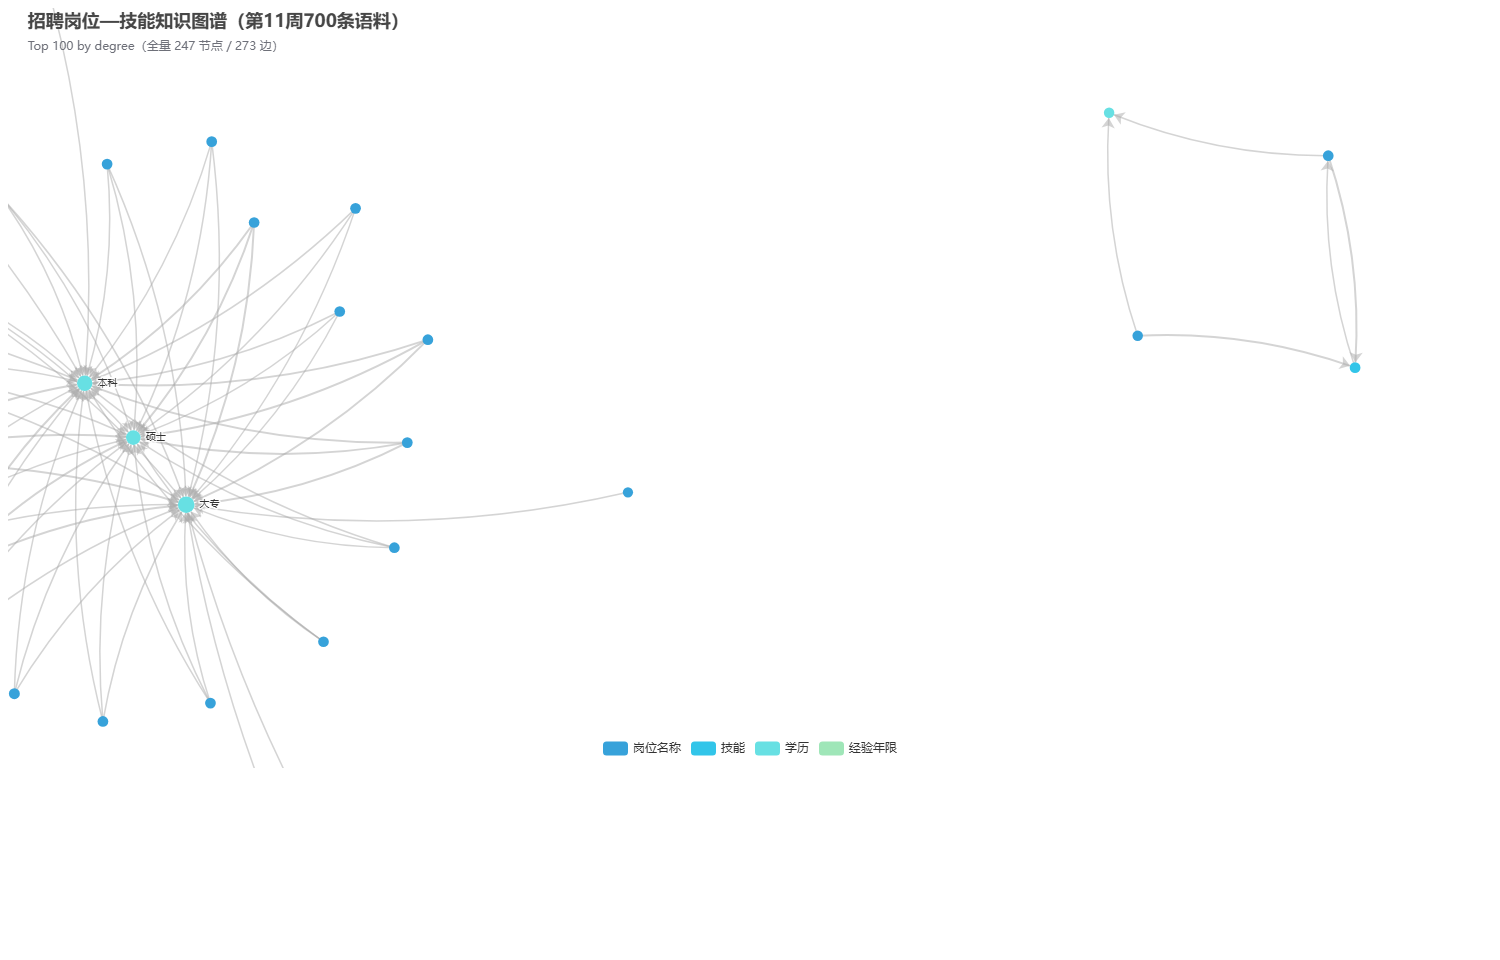 招聘岗位—技能知识图谱（第11周700条语料）
Top 100 by degree（全量 247 节点 / 273 边）
本科
硕士
大专
岗位名称
技能
学历
经验年限